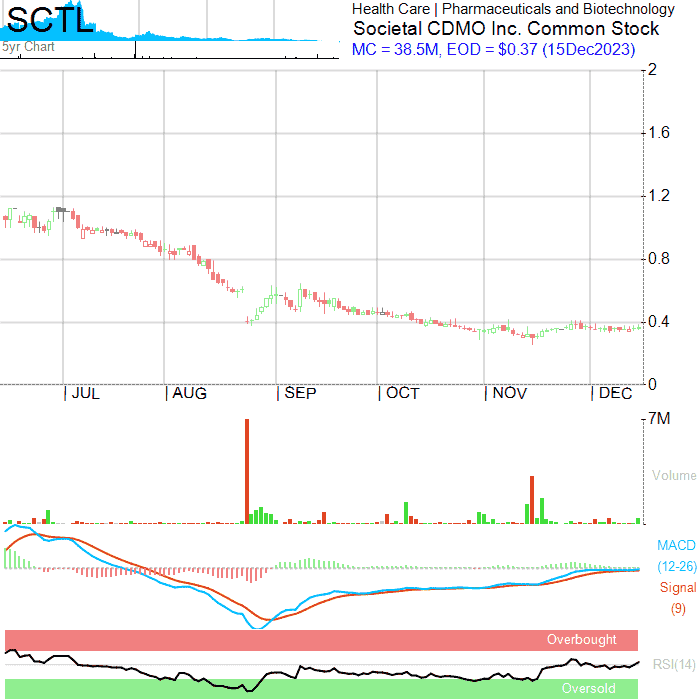 SCTL
5yr Chart
Health Care | Pharmaceuticals and Biotechnology
Societal CDMO Inc. Common Stock
MC = 38.5M, EOD = $0.37 (15Dec2023)
2
1.6
1.2
0.8
0.4
0
| JUL | AUG | SEP | OCT | NOV | DEC
7M
Volume
MACD
(12-26)
Signal
(9)
Overbought
RSI(14)
Oversold